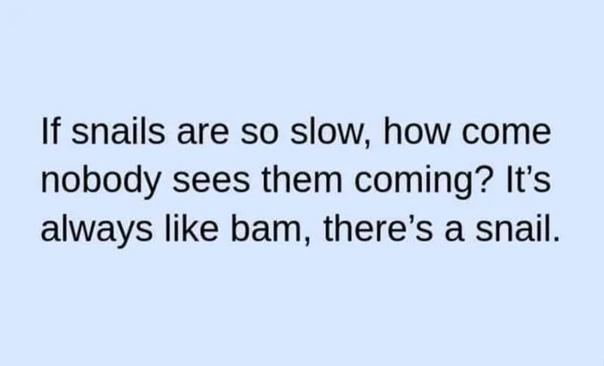 If snails are so slow, how come
nobody sees them coming? It’s
always like bam, there’s a snail.